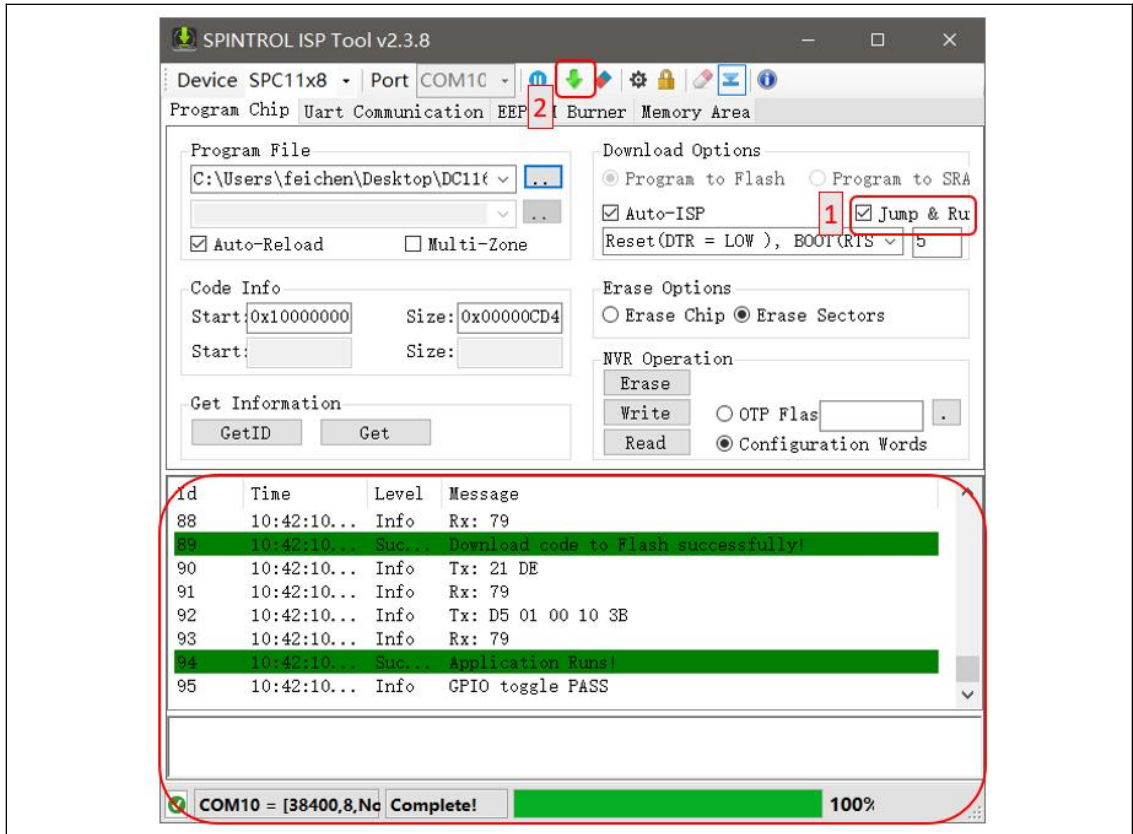 SPINTROL ISP Tool v2.3.8
Device SPC11x8 Port COM10
2
Program Chip Uart Communication EEP M Burner Memory Area
Program File
C:\Users\feichen\Desktop\DC116
..
..
Auto-Reload Multi-Zone
Download Options
Program to Flash Program to SRA
Auto-ISP 1 Jump & Ru
Reset(DTR = LOW ), BOOT(RTS 5
Code Info
Start: 0x10000000 Size: 0x00000CD4
Start: Size:
Erase Options
Erase Chip Erase Sectors
Get Information
GetID Get
NVR Operation
Erase
Write OTP Flas .
Read Configuration Words
Id Time Level Message
88 10:42:10... Info Rx: 79
89 10:42:10... Suc... Download code to Flash successfully!
90 10:42:10... Info Tx: 21 DE
91 10:42:10... Info Rx: 79
92 10:42:10... Info Tx: D5 01 00 10 3B
93 10:42:10... Info Rx: 79
94 10:42:10... Suc... Application Runs!
95 10:42:10... Info GPIO toggle PASS
COM10 = [38400,8,No Complete! 100%